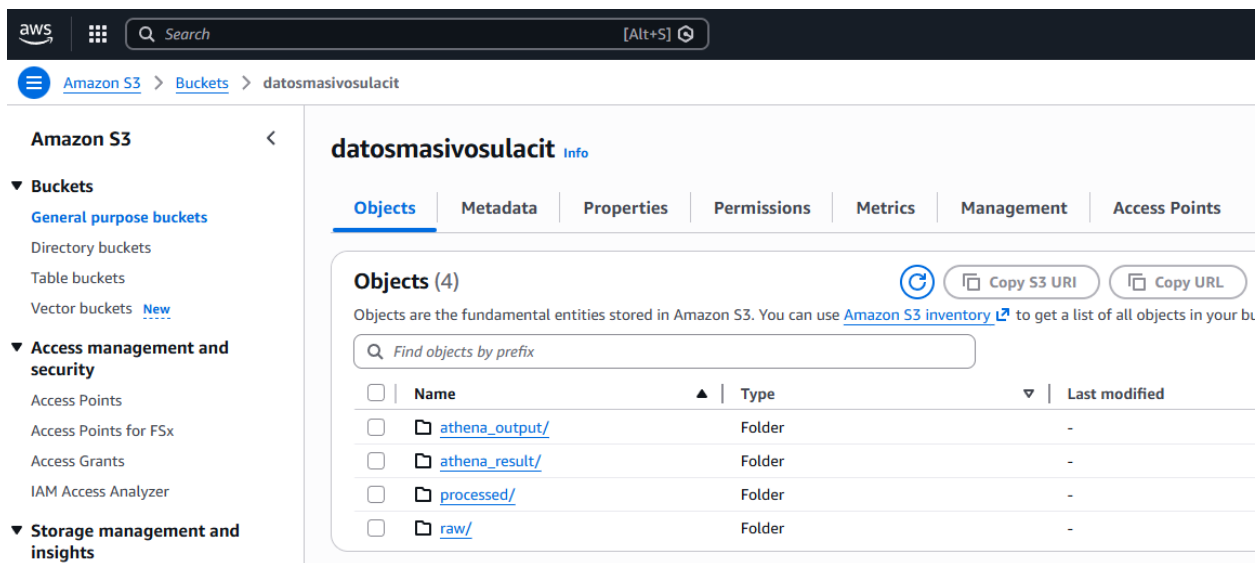 aws
Search [Alt+S]
Amazon S3 > Buckets > datosmasivosulacit
Amazon S3
Buckets
General purpose buckets
Directory buckets
Table buckets
Vector buckets New
Access management and
security
Access Points
Access Points for FSx
Access Grants
IAM Access Analyzer
Storage management and
insights
datosmasivosulacit Info
Objects Metadata Properties Permissions Metrics Management Access Points
Objects (4)
Copy S3 URI Copy URL
Objects are the fundamental entities stored in Amazon S3. You can use Amazon S3 inventory to get a list of all objects in your
Find objects by prefix
Name Type Last modified
athena_output/ Folder -
athena_result/ Folder -
processed/ Folder -
raw/ Folder -